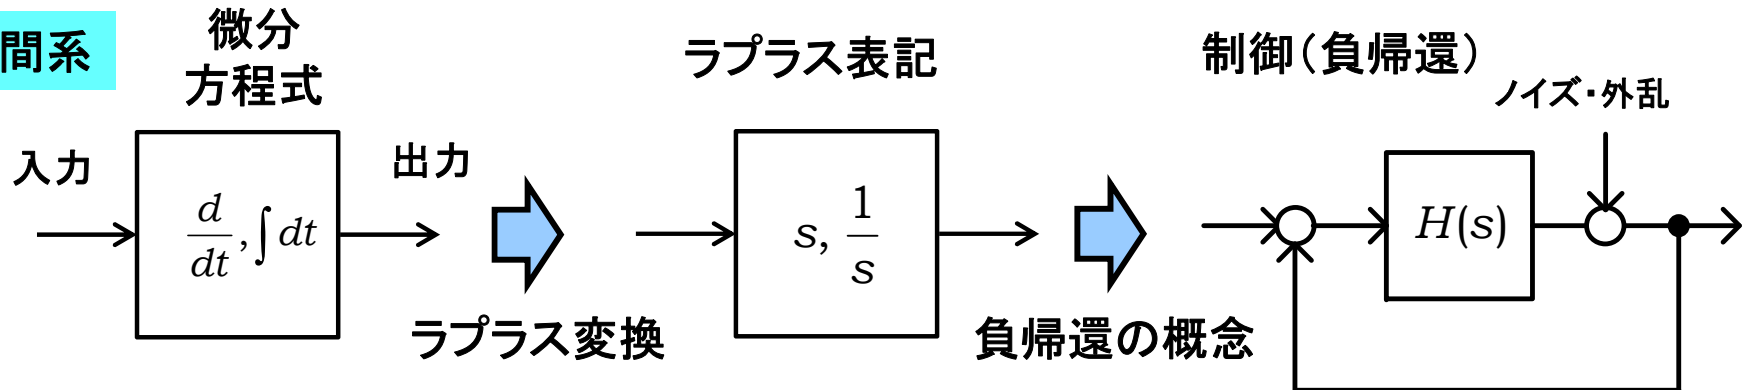 間系
微分
方程式
入力
d/dt, ∫dt
出力
ラプラス変換
ラプラス表記
s, 1/s
負帰還の概念
制御(負帰還)
ノイズ・外乱
H(s)